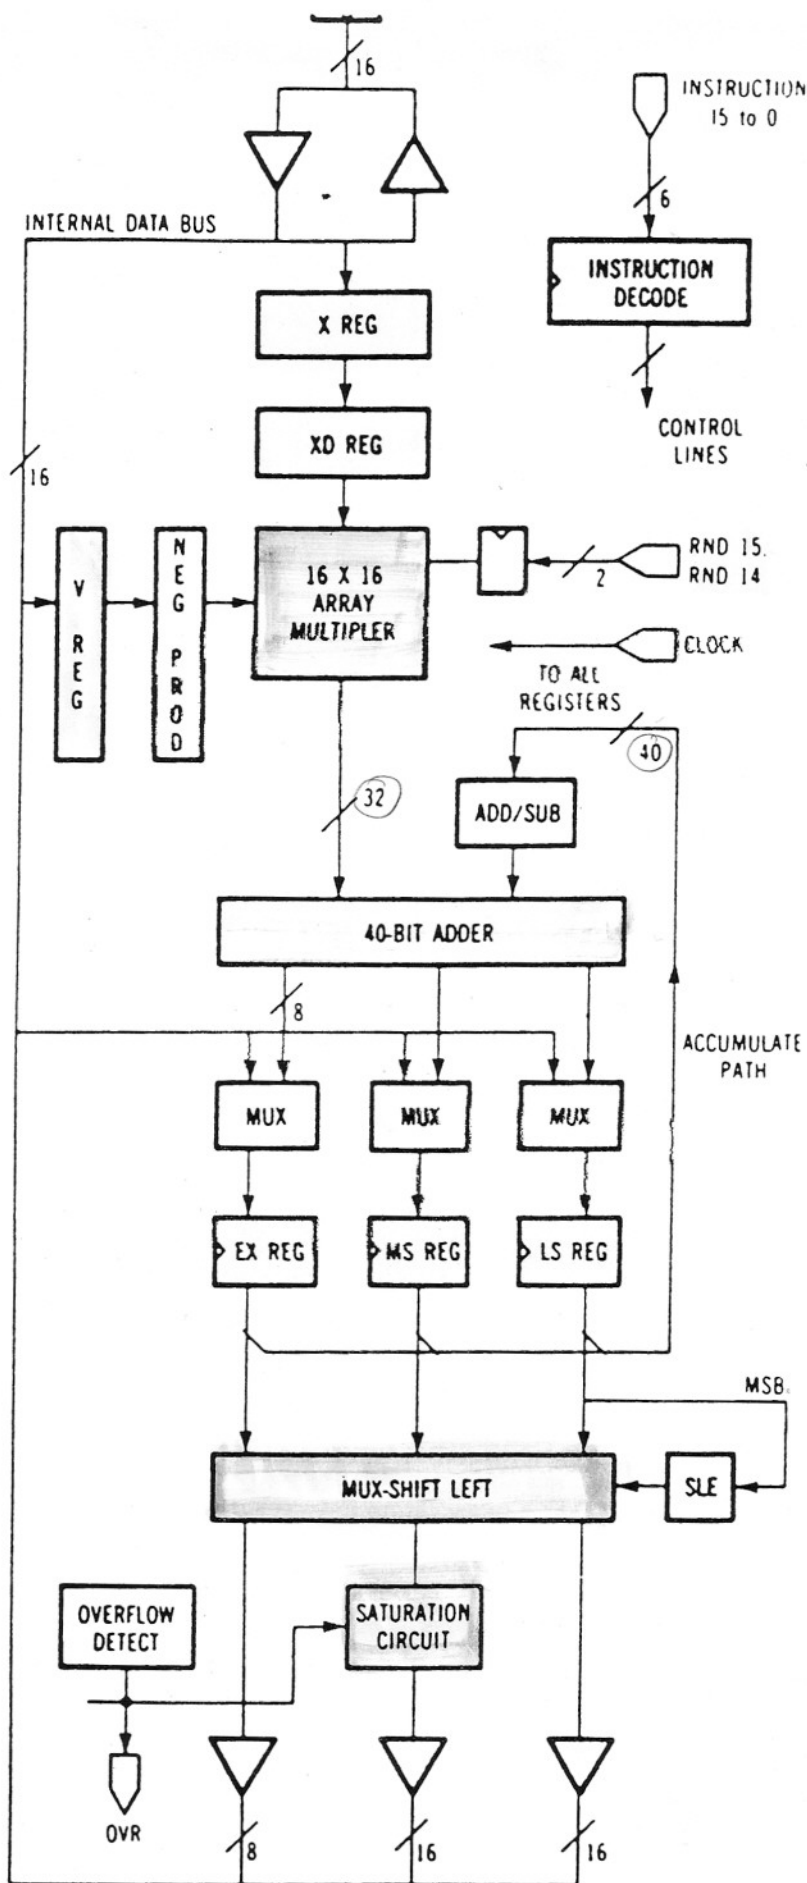 16
INSTRUCTION
15 to 0
6
INTERNAL DATA BUS
INSTRUCTION
DECODE
X REG
CONTROL
LINES
XD REG
16
V REG
NEG PROD
16 X 16
ARRAY
MULTIPLER
2
RND 15.
RND 14
CLOCK
TO ALL
REGISTERS
40
32
ADD/SUB
40-BIT ADDER
8
ACCUMULATE
PATH
MUX
MUX
MUX
EX REG
MS REG
LS REG
MSB.
MUX-SHIFT LEFT
SLE
OVERFLOW
DETECT
SATURATION
CIRCUIT
OVR
8
16
16